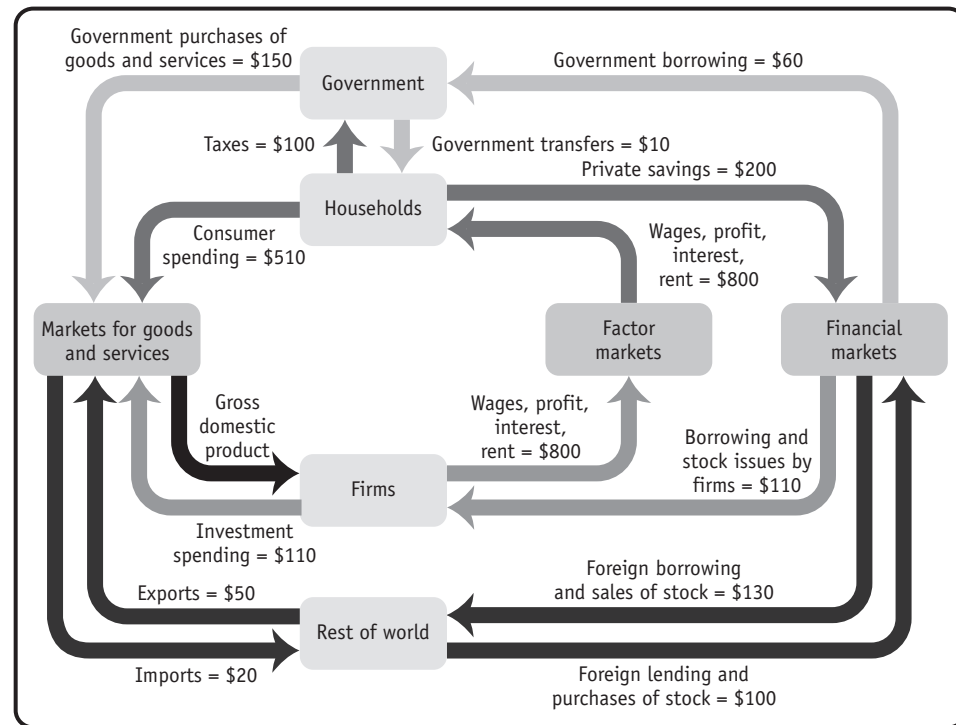 Government purchases of
goods and services = $150
Government
Government borrowing = $60
Taxes = $100
Government transfers = $10
Private savings = $200
Households
Consumer
spending = $510
Wages, profit,
interest,
rent = $800
Markets for goods
and services
Factor
markets
Financial
markets
Gross
domestic
product
Wages, profit,
interest,
rent = $800
Borrowing and
stock issues by
firms = $110
Firms
Investment
spending = $110
Exports = $50
Foreign borrowing
and sales of stock = $130
Rest of world
Imports = $20
Foreign lending and
purchases of stock = $100